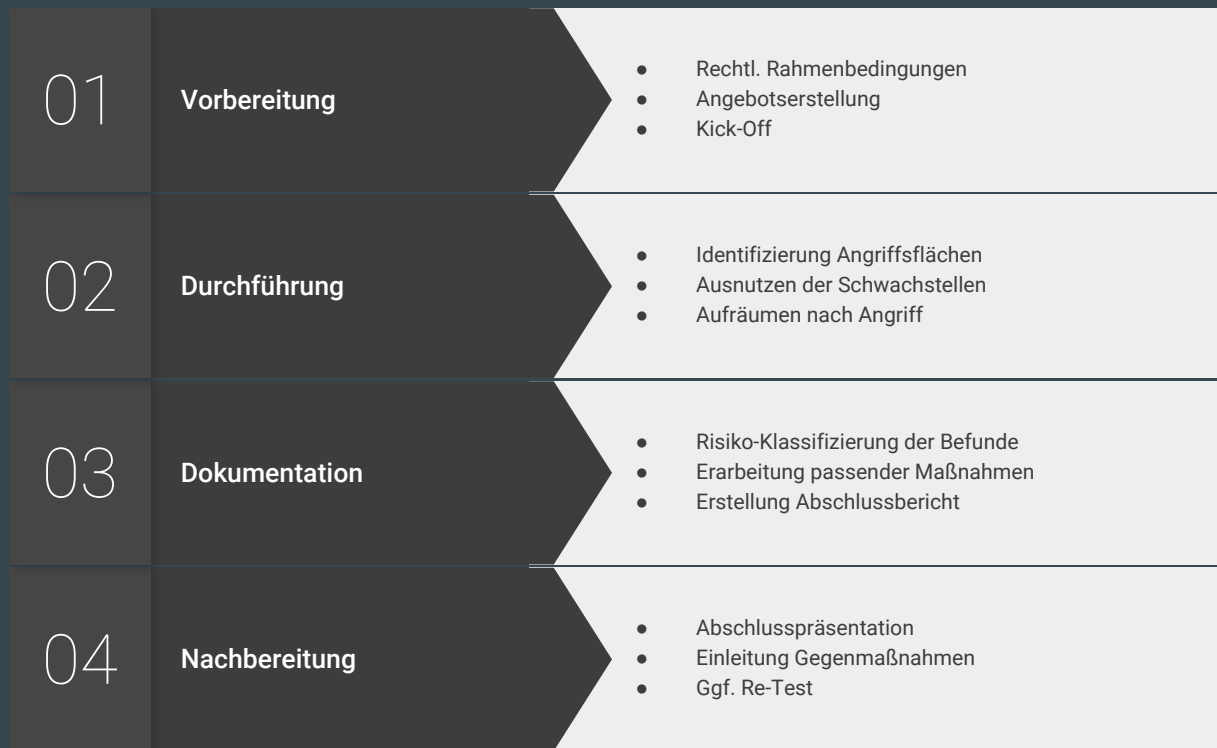 01
Vorbereitung
● Rechtl. Rahmenbedingungen
● Angebotserstellung
● Kick-Off
02
Durchführung
● Identifizierung Angriffsflächen
● Ausnutzen der Schwachstellen
● Aufräumen nach Angriff
03
Dokumentation
● Risiko-Klassifizierung der Befunde
● Erarbeitung passender Maßnahmen
● Erstellung Abschlussbericht
04
Nachbereitung
● Abschlusspräsentation
● Einleitung Gegenmaßnahmen
● Ggf. Re-Test